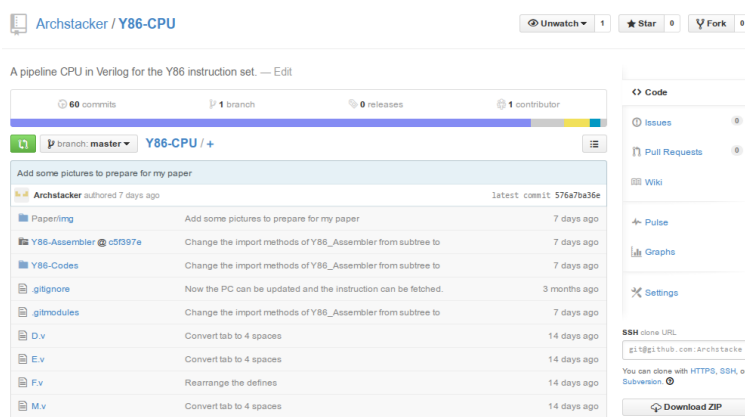 Archstacker / Y86-CPU
Unwatch 1 Star 0 Fork 0
A pipeline CPU in Verilog for the Y86 instruction set. — Edit
60 commits 1 branch 0 releases 1 contributor
branch: master Y86-CPU / +
Add some pictures to prepare for my paper
Archstacker authored 7 days ago latest commit 576a7ba36e
Paper/img Add some pictures to prepare for my paper 7 days ago
Y86-Assembler @ c5f397e Change the import methods of Y86_Assembler from subtree to 7 days ago
Y86-Codes Change the import methods of Y86_Assembler from subtree to 7 days ago
.gitignore Now the PC can be updated and the instruction can be fetched. 3 months ago
.gitmodules Change the import methods of Y86_Assembler from subtree to 7 days ago
D.v Convert tab to 4 spaces 14 days ago
E.v Convert tab to 4 spaces 14 days ago
F.v Rearrange the defines 14 days ago
M.v Convert tab to 4 spaces 14 days ago
Code
Issues 0
Pull Requests 0
Wiki
Pulse
Graphs
Settings
SSH clone URL
git@github.com:Archstacke
You can clone with HTTPS, SSH, o
Subversion.
Download ZIP